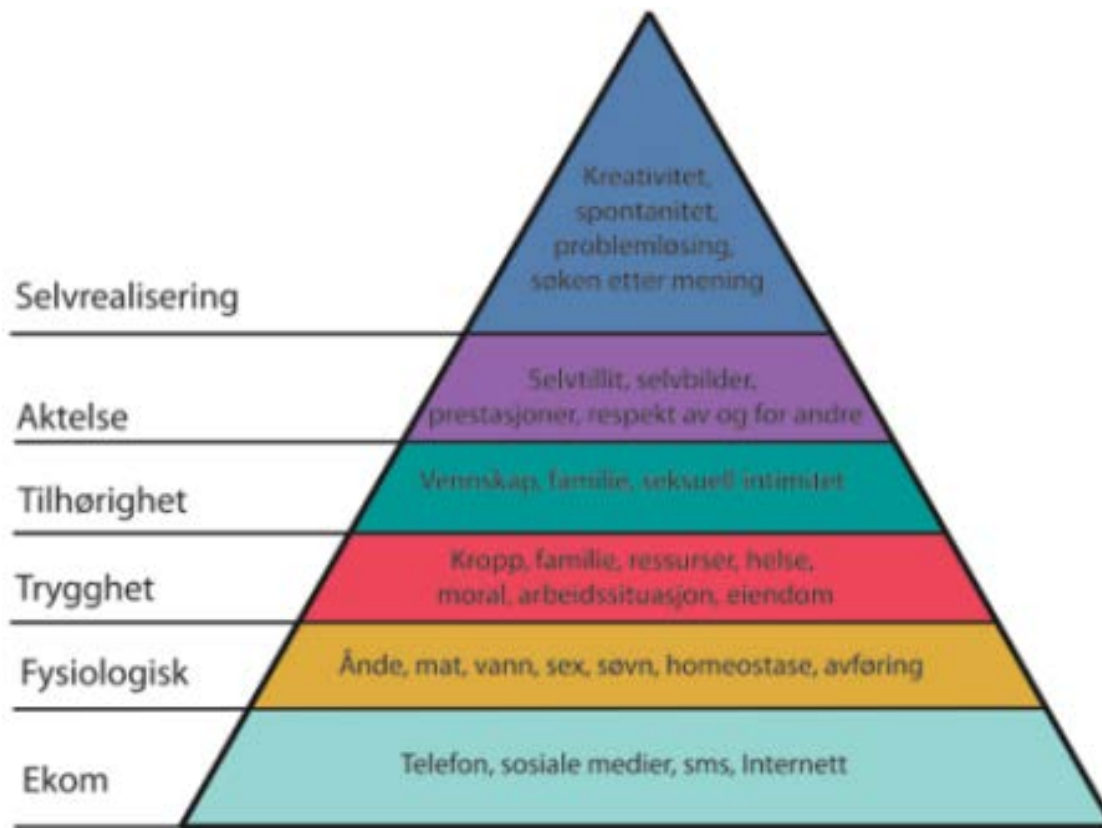 Kreativitet,
spontanitet,
problemløsing,
søken etter mening
Selvrealisering
Selvtillit, selvbilder,
prestasjoner, respekt av og for andre
Aktelse
Vennskap, familie, seksuell intimitet
Tilhørighet
Kropp, familie, ressurser, helse,
moral, arbeidssituasjon, eiendom
Trygghet
Ånde, mat, vann, sex, søvn, homeostase, avføring
Fysiologisk
Telefon, sosiale medier, sms, Internett
Ekom